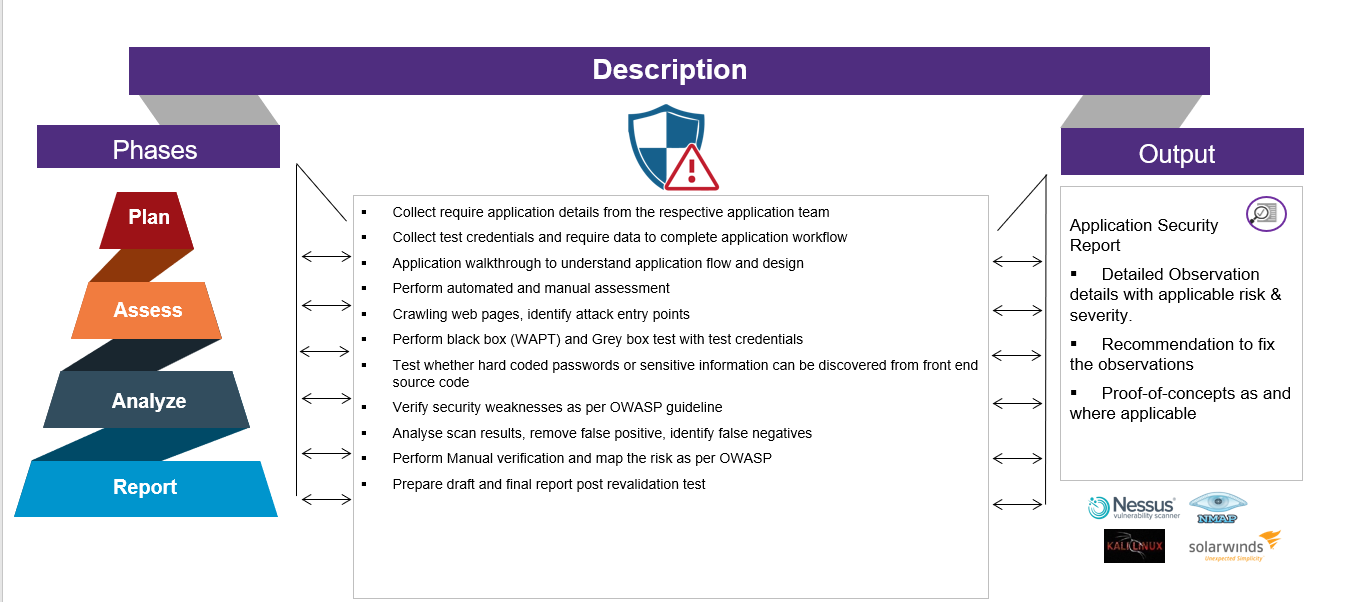 Description
Phases
Output
Plan
Assess
Analyze
Report
▪ Collect require application details from the respective application team
▪ Collect test credentials and require data to complete application workflow
▪ Application walkthrough to understand application flow and design
▪ Perform automated and manual assessment
▪ Crawling web pages, identify attack entry points
▪ Perform black box (WAPT) and Grey box test with test credentials
▪ Test whether hard coded passwords or sensitive information can be discovered from front end
source code
▪ Verify security weaknesses as per OWASP guideline
▪ Analyse scan results, remove false positive, identify false negatives
▪ Perform Manual verification and map the risk as per OWASP
▪ Prepare draft and final report post revalidation test
Application Security
Report
▪ Detailed Observation
details with applicable risk &
severity.
▪ Recommendation to fix
the observations
▪ Proof-of-concepts as and
where applicable
Nessus®
vulnerability scanner
NMAP
KALI LINUX
solarwinds
Unexpected Simplicity